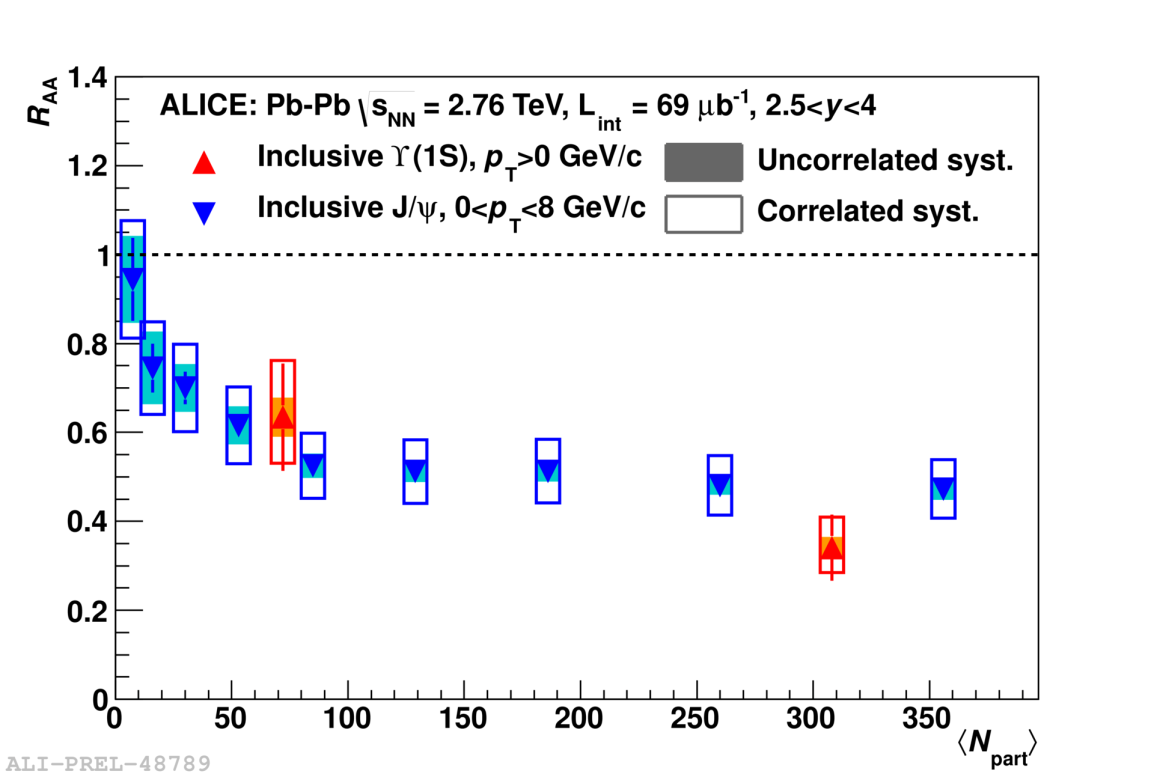 R_AA
ALICE: Pb-Pb √s_NN = 2.76 TeV, L_int = 69 μb⁻¹, 2.5<y<4
Inclusive ϒ(1S), p_T>0 GeV/c
Uncorrelated syst.
Inclusive J/ψ, 0<p_T<8 GeV/c
Correlated syst.
1.4
1.2
1
0.8
0.6
0.4
0.2
0
0 50 100 150 200 250 300 350
⟨N_part⟩
ALI−PREL−48789